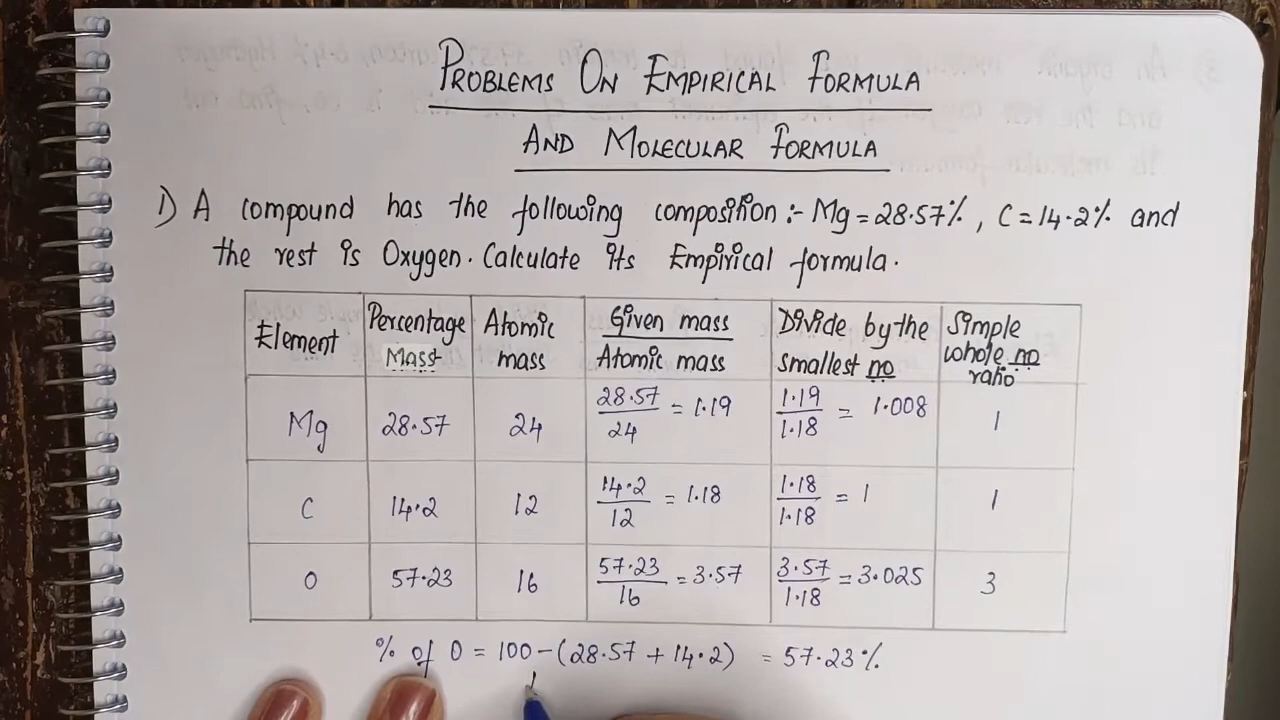 PROBLEMS ON EMPIRICAL FORMULA
AND MOLECULAR FORMULA
1) A compound has the following composition :- Mg = 28.57%, C = 14.2% and
the rest is Oxygen. Calculate its Empirical formula.
Element
Percentage Mass
Atomic mass
Given mass / Atomic mass
Divide by the smallest no
Simple whole no ratio
Mg 28.57 24 28.57/24 = 1.19 1.19/1.18 = 1.008 1
C 14.2 12 14.2/12 = 1.18 1.18/1.18 = 1 1
O 57.23 16 57.23/16 = 3.57 3.57/1.18 = 3.025 3
% of O = 100 - (28.57 + 14.2) = 57.23%